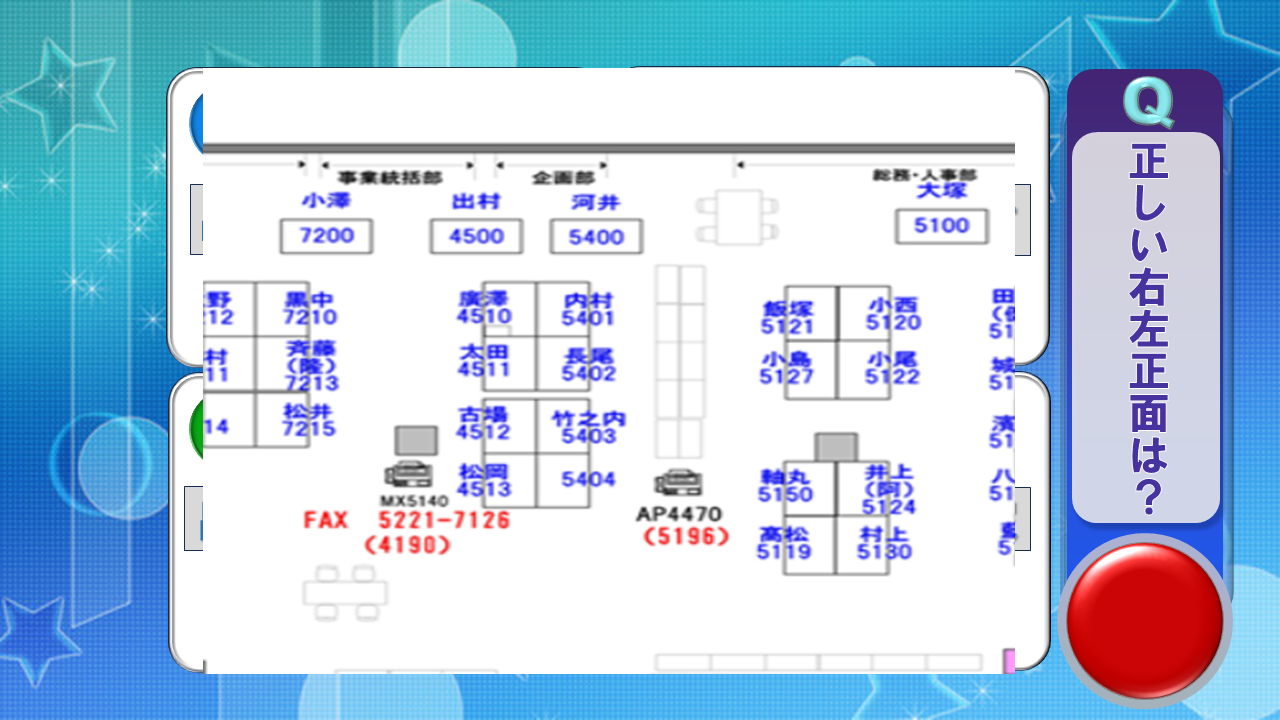 事業統括部
企画部
総務・人事部
小澤
出村
河井
大塚
7200
4500
5400
5100
野
212
黒中
7210
廣澤
4510
内村
5401
飯塚
5121
小西
5120
田
51
村
11
斉藤
(隆)
7213
太田
4511
長尾
5402
小島
5127
小尾
5122
城
51
14
松井
7215
古場
4512
竹之内
5403
濱
51
松岡
4513
5404
軸丸
5150
井上
(阿)
5124
八
51
MX5140
FAX 5221-7126
(4190)
AP4470
(5196)
高松
5119
村上
5130
藍
5
Q
正しい右左正面は?